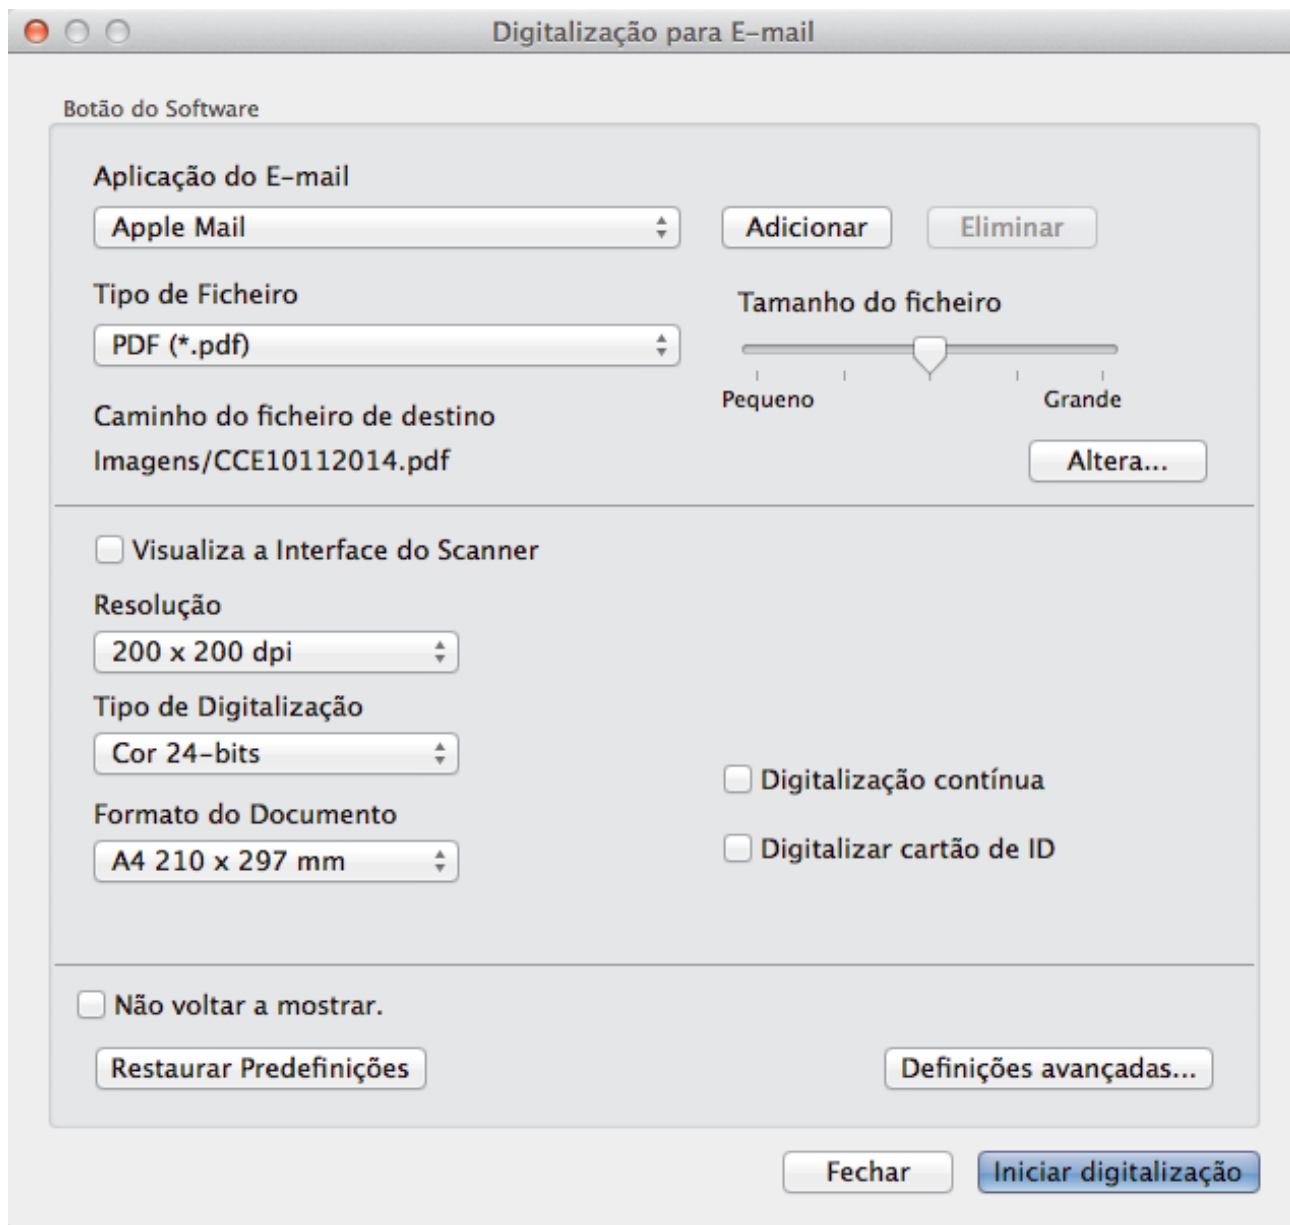 Digitalização para E-mail
Botão do Software
Aplicação do E-mail
Apple Mail
Adicionar
Eliminar
Tipo de Ficheiro
Tamanho do ficheiro
PDF (*.pdf)
Pequeno
Grande
Caminho do ficheiro de destino
Imagens/CCE10112014.pdf
Altera...
Visualiza a Interface do Scanner
Resolução
200 x 200 dpi
Tipo de Digitalização
Cor 24-bits
Digitalização contínua
Formato do Documento
A4 210 x 297 mm
Digitalizar cartão de ID
Não voltar a mostrar.
Restaurar Predefinições
Definições avançadas...
Fechar
Iniciar digitalização